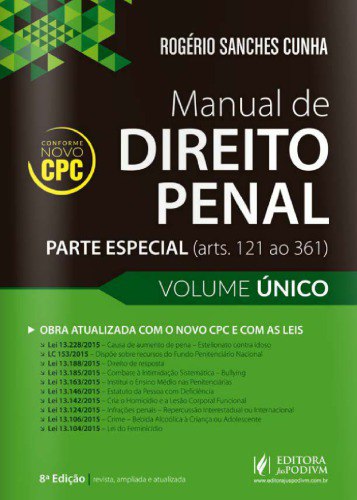 ROGÉRIO SANCHES CUNHA
Manual de
DIREITO
PENAL
CONFORME
NOVO
CPC
PARTE ESPECIAL (arts. 121 ao 361)
VOLUME ÚNICO
OBRA ATUALIZADA COM O NOVO CPC E COM AS LEIS
Lei 13.228/2015 – Causa de aumento de pena – Estelionato contra idoso
LC 153/2015 – Dispõe sobre recursos do Fundo Penitenciário Nacional
Lei 13.188/2015 – Direito de resposta
Lei 13.185/2015 – Combate à Intimidação Sistemática – Bullying
Lei 13.163/2015 – Institui o Ensino Médio nas Penitenciárias
Lei 13.146/2015 – Estatuto da Pessoa com Deficiência
Lei 13.142/2015 – Cria o Homicídio e a Lesão Corporal Funcional
Lei 13.124/2015 – Infrações penais – Repercussão Interestadual ou Internacional
Lei 13.106/2015 – Crime – Bebida Alcoólica à Criança ou Adolescente
Lei 13.104/2015 – Lei do Feminicídio
8ª Edição | revista, ampliada e atualizada
EDITORA
JusPODIVM
www.editorajuspodivm.com.br